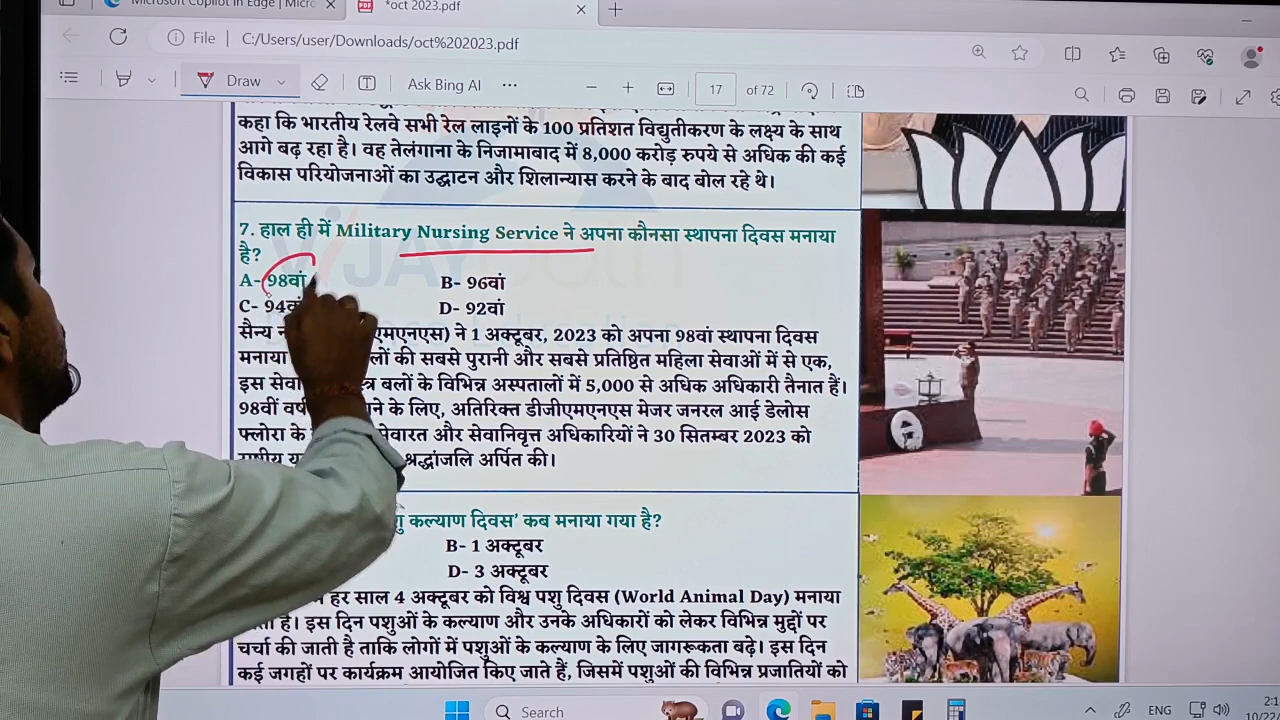 Microsoft Copilot in Edge | Micr
*oct 2023.pdf
File | C:/Users/user/Downloads/oct%202023.pdf
Draw
Ask Bing AI
17 of 72
कहा कि भारतीय रेलवे सभी रेल लाइनों के 100 प्रतिशत विद्युतीकरण के लक्ष्य के साथ
आगे बढ़ रहा है। वह तेलंगाना के निजामाबाद में 8,000 करोड़ रुपये से अधिक की कई
विकास परियोजनाओं का उद्घाटन और शिलान्यास करने के बाद बोल रहे थे।
7. हाल ही में Military Nursing Service ने अपना कौनसा स्थापना दिवस मनाया
है?
A- 98वां B- 96वां
C- 94वां D- 92वां
सैन्य एमएनएस) ने 1 अक्टूबर, 2023 को अपना 98वां स्थापना दिवस
मनाया लों की सबसे पुरानी और सबसे प्रतिष्ठित महिला सेवाओं में से एक,
इस सेवा त्र बलों के विभिन्न अस्पतालों में 5,000 से अधिक अधिकारी तैनात हैं।
98वीं वर्ष ने के लिए, अतिरिक्त डीजीएमएनएस मेजर जनरल आई डेलोस
फ्लोरा के सेवारत और सेवानिवृत्त अधिकारियों ने 30 सितम्बर 2023 को
श्रद्धांजलि अर्पित की।
शु कल्याण दिवस’ कब मनाया गया है?
B- 1 अक्टूबर
D- 3 अक्टूबर
हर साल 4 अक्टूबर को विश्व पशु दिवस (World Animal Day) मनाया
है। इस दिन पशुओं के कल्याण और उनके अधिकारों को लेकर विभिन्न मुद्दों पर
चर्चा की जाती है ताकि लोगों में पशुओं के कल्याण के लिए जागरूकता बढ़े। इस दिन
कई जगहों पर कार्यक्रम आयोजित किए जाते हैं, जिसमें पशुओं की विभिन्न प्रजातियों को
Search
ENG